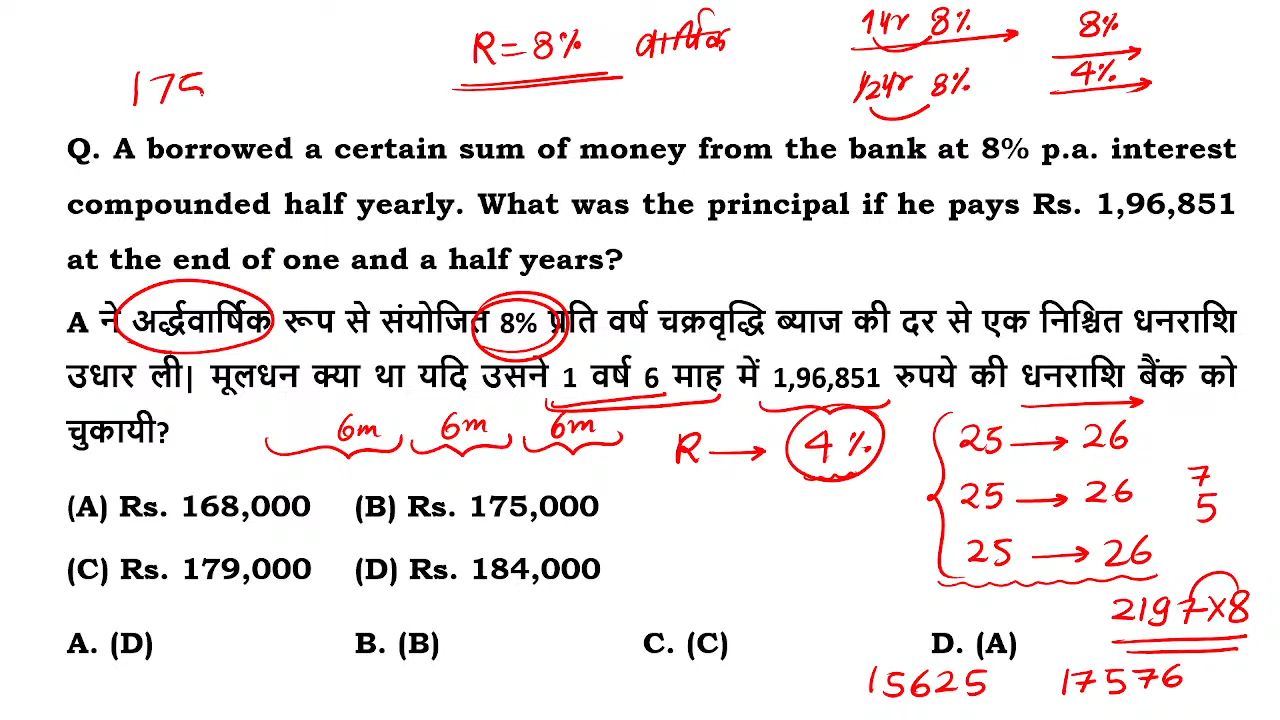 R = 8% वार्षिक
1yr 8% 8%
1/2yr 8% 4%
175
Q. A borrowed a certain sum of money from the bank at 8% p.a. interest
compounded half yearly. What was the principal if he pays Rs. 1,96,851
at the end of one and a half years?
A ने अर्द्धवार्षिक रूप से संयोजित 8% प्रति वर्ष चक्रवृद्धि ब्याज की दर से एक निश्चित धनराशि
उधार ली| मूलधन क्या था यदि उसने 1 वर्ष 6 माह में 1,96,851 रुपये की धनराशि बैंक को
चुकायी?
6m 6m 6m
R → 4%
25 → 26
25 → 26
25 → 26
7
5
(A) Rs. 168,000 (B) Rs. 175,000
(C) Rs. 179,000 (D) Rs. 184,000
2197×8
A. (D) B. (B) C. (C) D. (A)
15625 17576